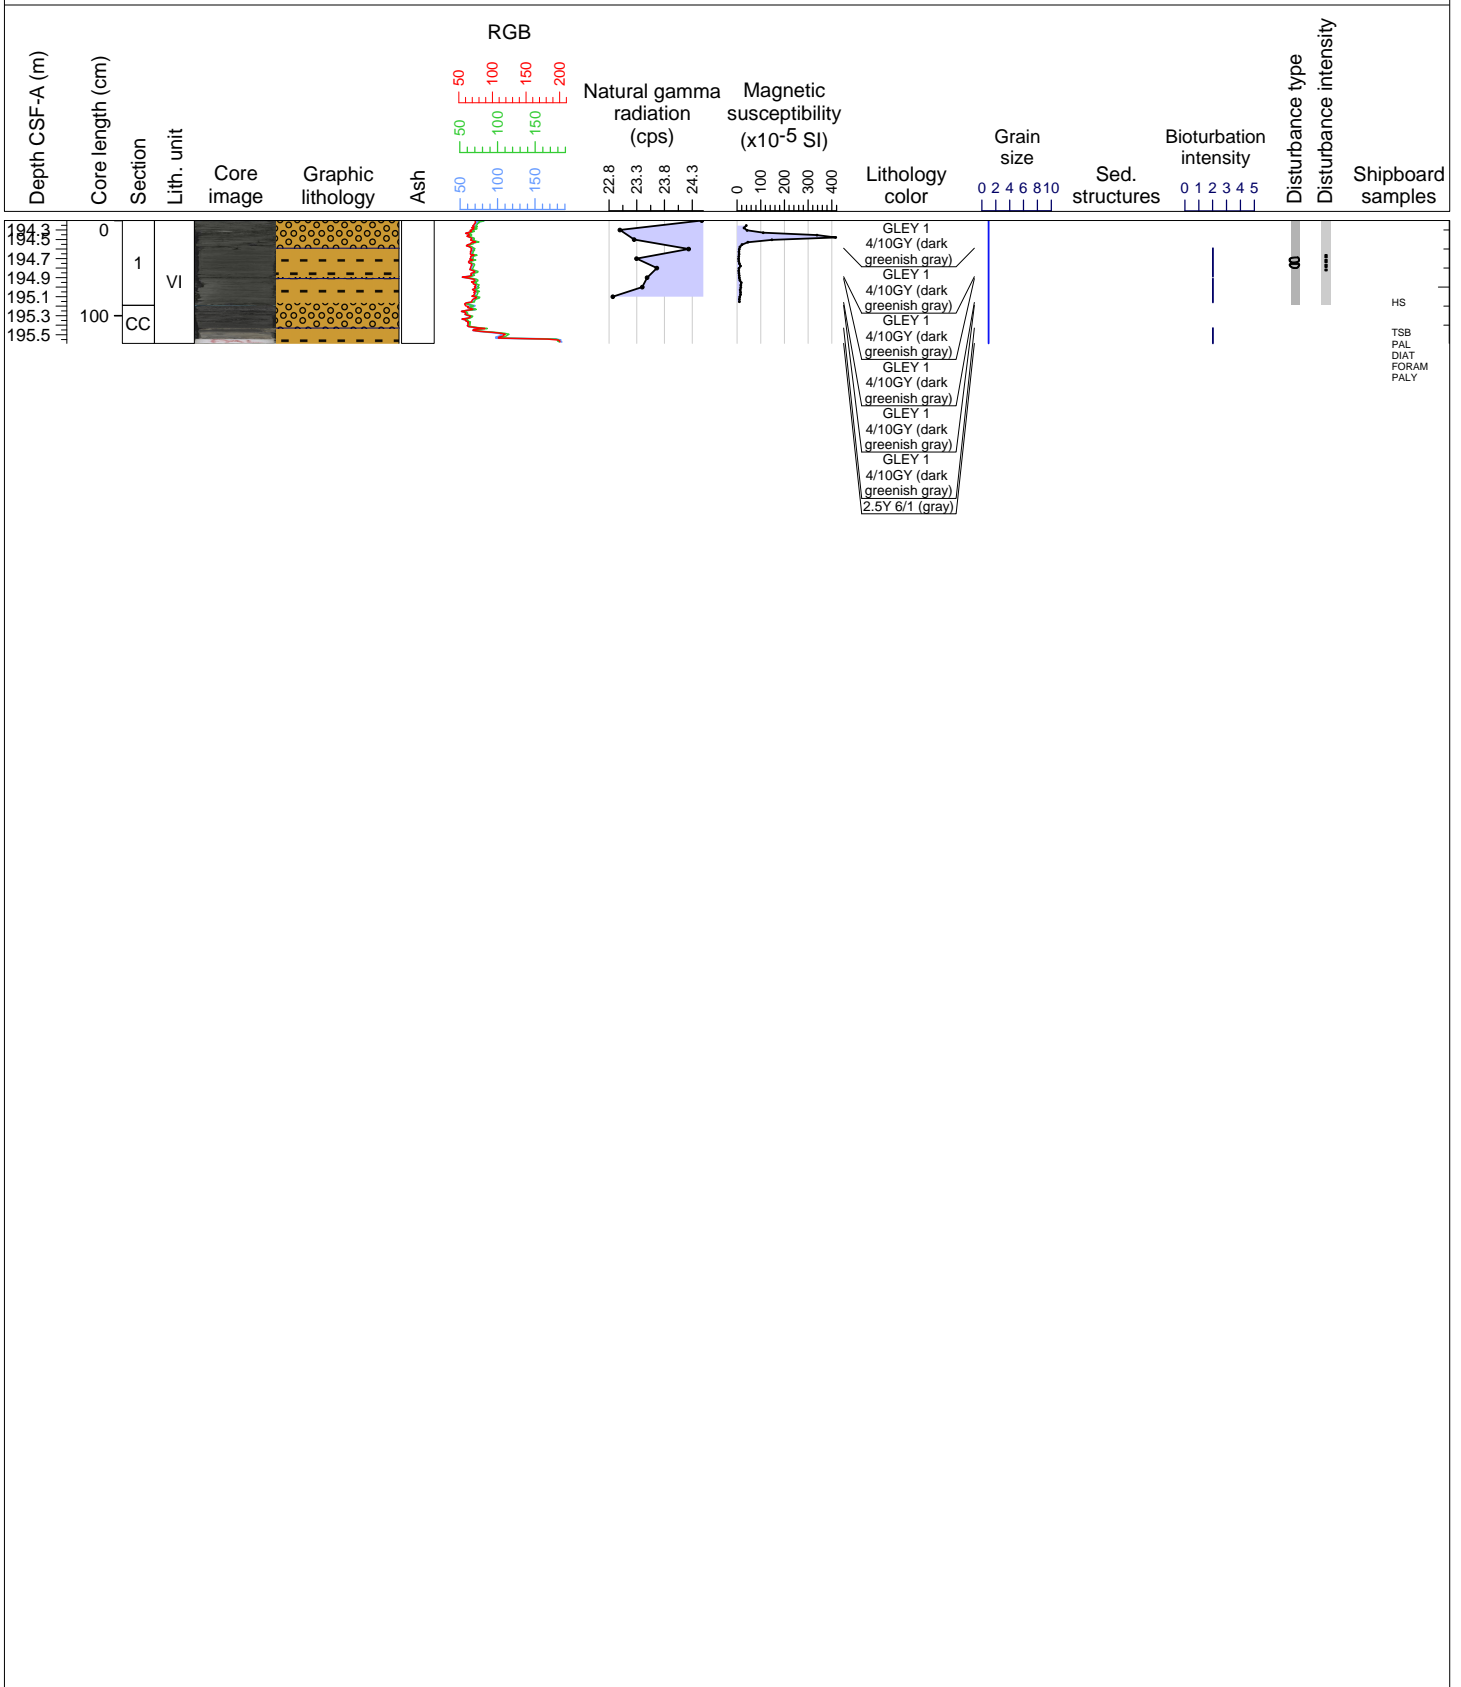 RGB
Depth CSF-A (m)
Core length (cm)
Section
Lith. unit
Core
image
Graphic
lithology
Ash
50 100 150 200
50 100 150
50 100 150
Natural gamma
radiation
(cps)
22.8 23.3 23.8 24.3
Magnetic
susceptibility
(x10-5 SI)
0 100 200 300 400
Lithology
color
Grain
size
0 2 4 6 8 10
Sed.
structures
Bioturbation
intensity
0 1 2 3 4 5
Disturbance type
Disturbance intensity
Shipboard
samples
194.3
194.5
194.7
194.9
195.1
195.3
195.5
0
100
1
CC
VI
GLEY 1
4/10GY (dark
greenish gray)
GLEY 1
4/10GY (dark
greenish gray)
GLEY 1
4/10GY (dark
greenish gray)
GLEY 1
4/10GY (dark
greenish gray)
GLEY 1
4/10GY (dark
greenish gray)
GLEY 1
4/10GY (dark
greenish gray)
2.5Y 6/1 (gray)
HS
TSB
PAL
DIAT
FORAM
PALY